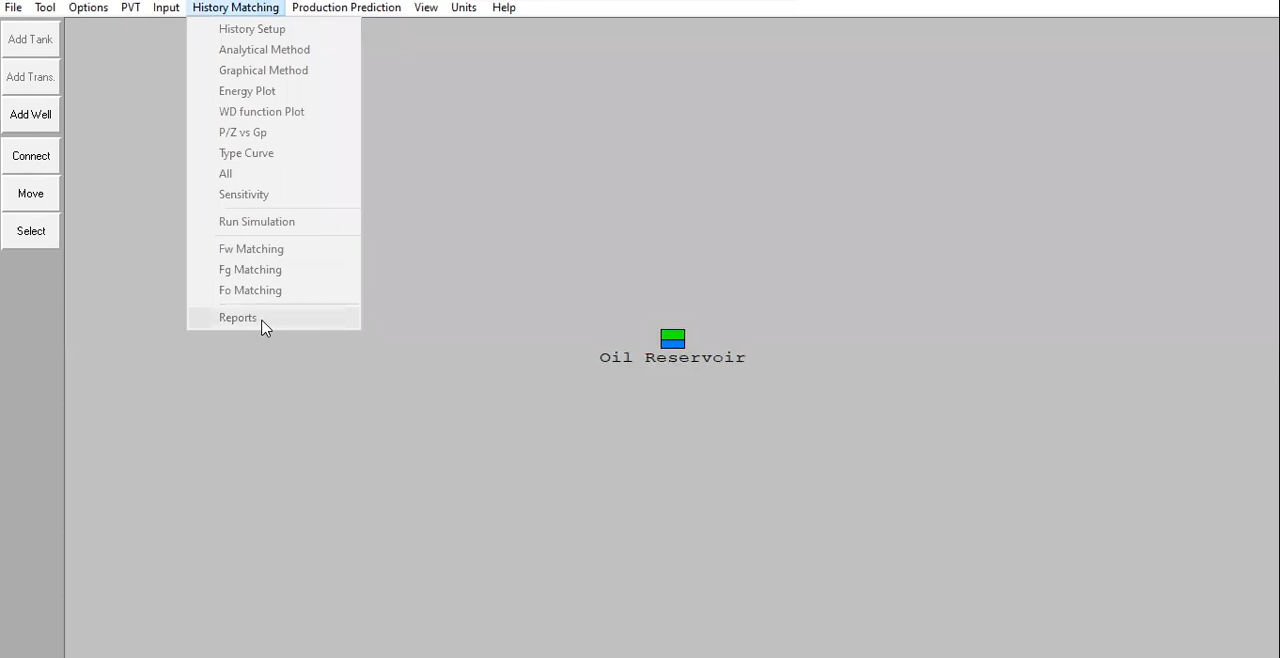 File Tool Options PVT Input History Matching Production Prediction View Units Help
Add Tank
Add Trans.
Add Well
Connect
Move
Select
History Setup
Analytical Method
Graphical Method
Energy Plot
WD function Plot
P/Z vs Gp
Type Curve
All
Sensitivity
Run Simulation
Fw Matching
Fg Matching
Fo Matching
Reports
Oil Reservoir